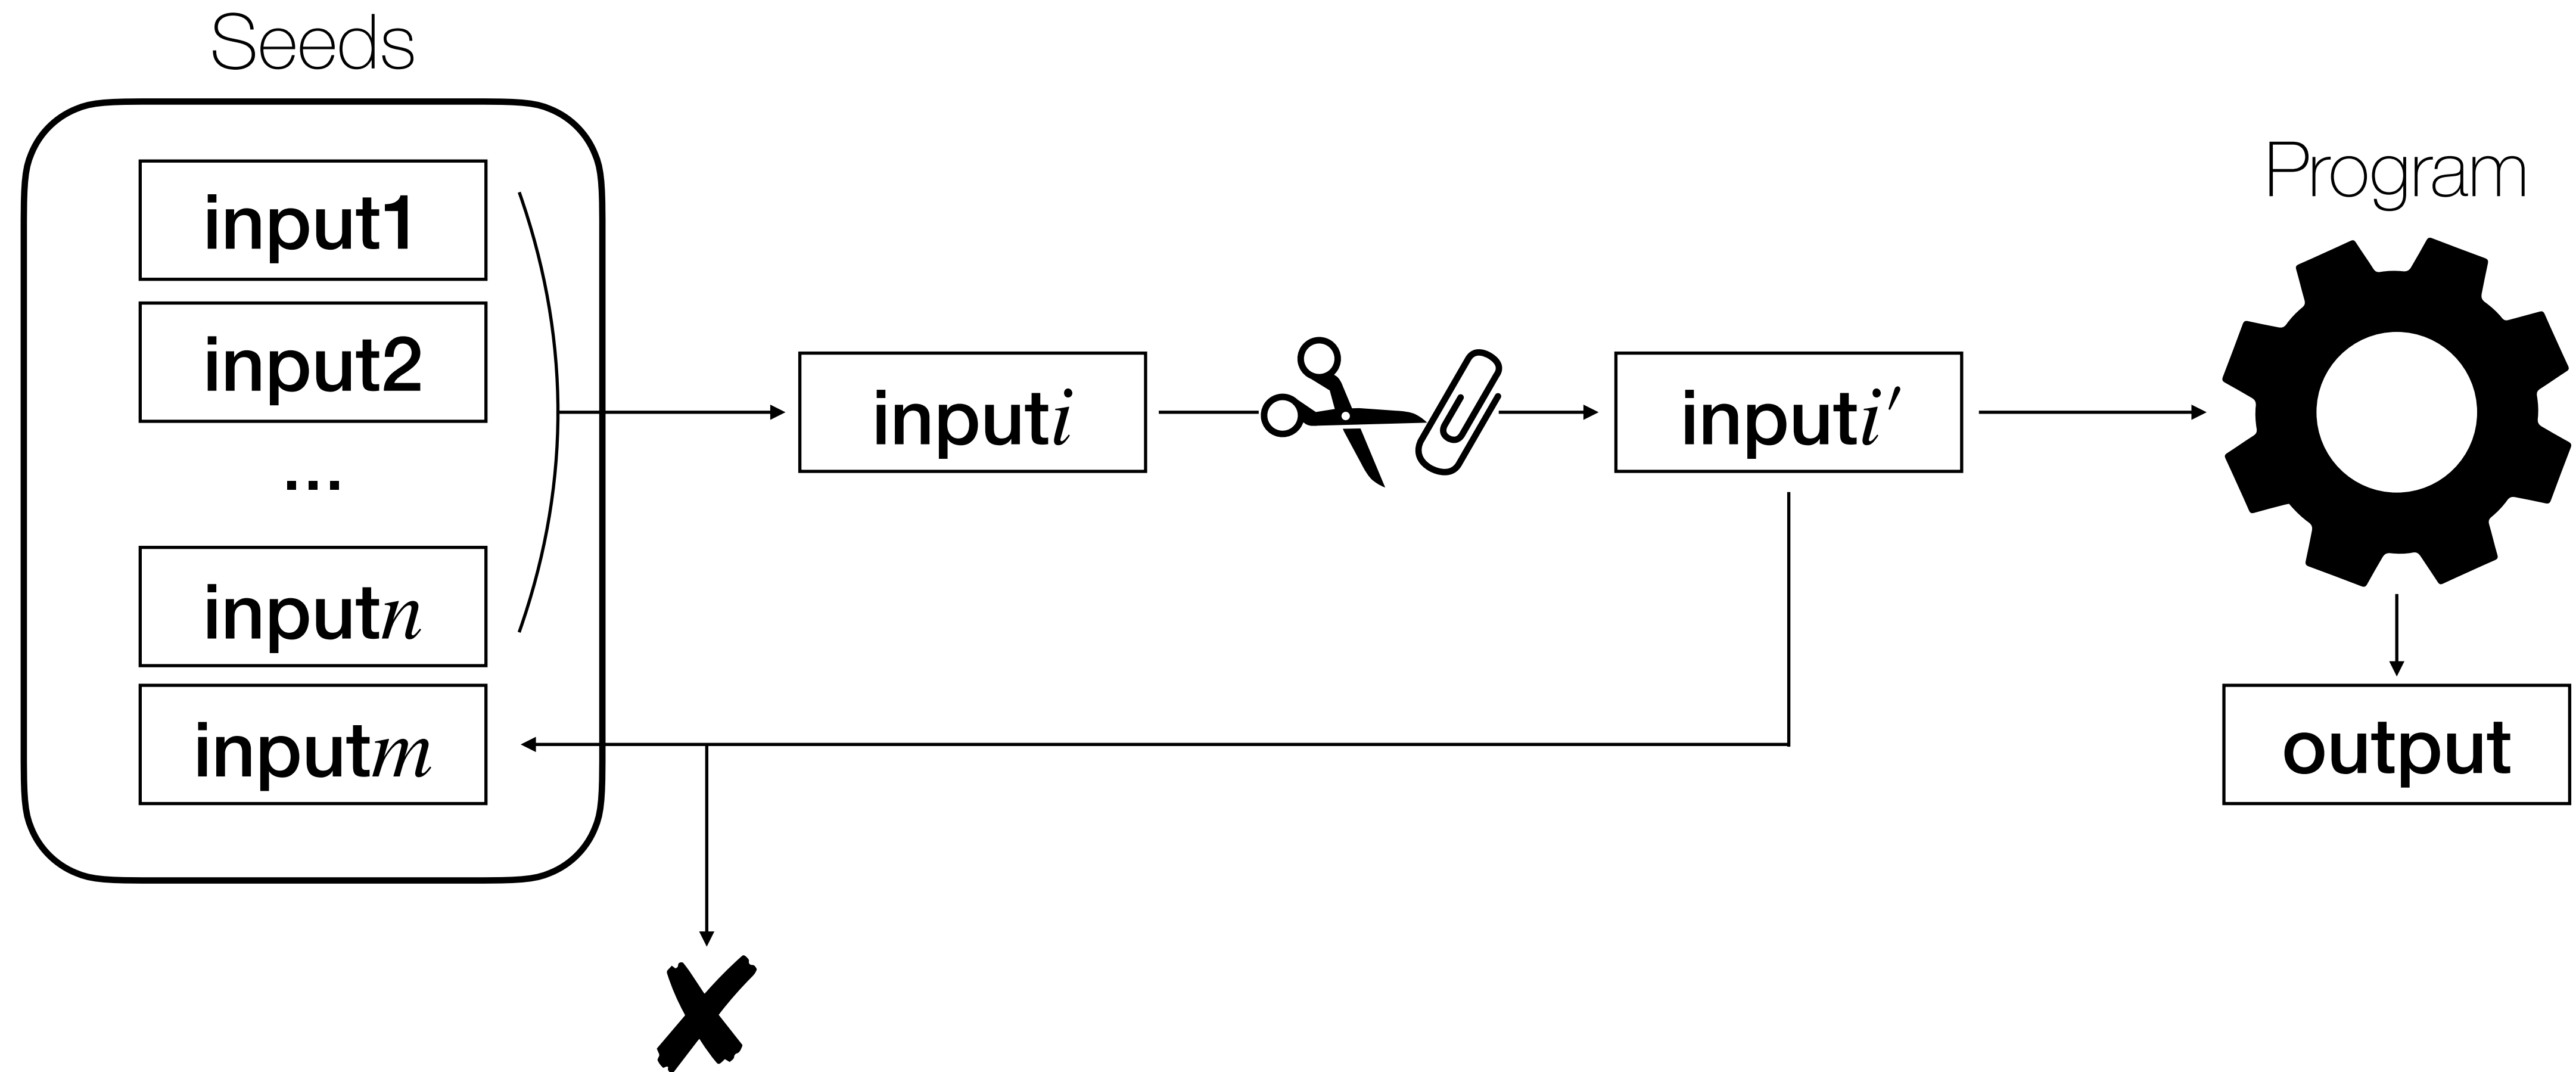 Seeds
input1
input2
...
inputn
inputm
inputi
inputi′
Program
output